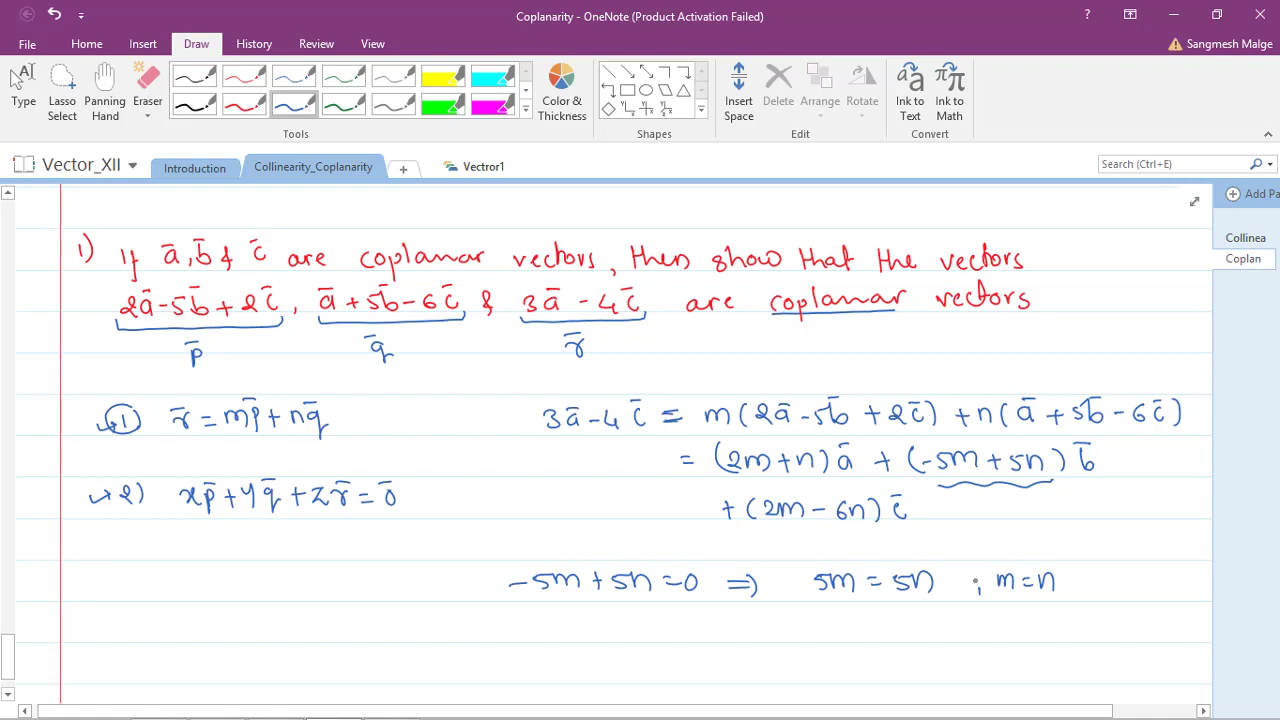 Coplanarity - OneNote (Product Activation Failed)
File Home Insert Draw History Review View Sangmesh Malge
Type Lasso Select Panning Hand Eraser Color & Thickness Insert Space Delete Arrange Rotate Ink to Text Ink to Math
Tools Shapes Edit Convert
Vector_XII Introduction Collinearity_Coplanarity Vectror1 Search (Ctrl+E)
Add Pa
Collinea
Coplan
1) If a̅, b̅ & c̅ are coplanar vectors, then show that the vectors
2a̅ - 5b̅ + 2c̅, a̅ + 5b̅ - 6c̅ & 3a̅ - 4c̅ are coplanar vectors
p̅ q̅ r̅
1) r̅ = mp̅ + nq̅
3a̅ - 4c̅ = m(2a̅ - 5b̅ + 2c̅) + n(a̅ + 5b̅ - 6c̅)
= (2m + n)a̅ + (-5m + 5n)b̅
+ (2m - 6n)c̅
2) xp̅ + yq̅ + zr̅ = 0̅
-5m + 5n = 0 ⇒ 5m = 5n ; m = n